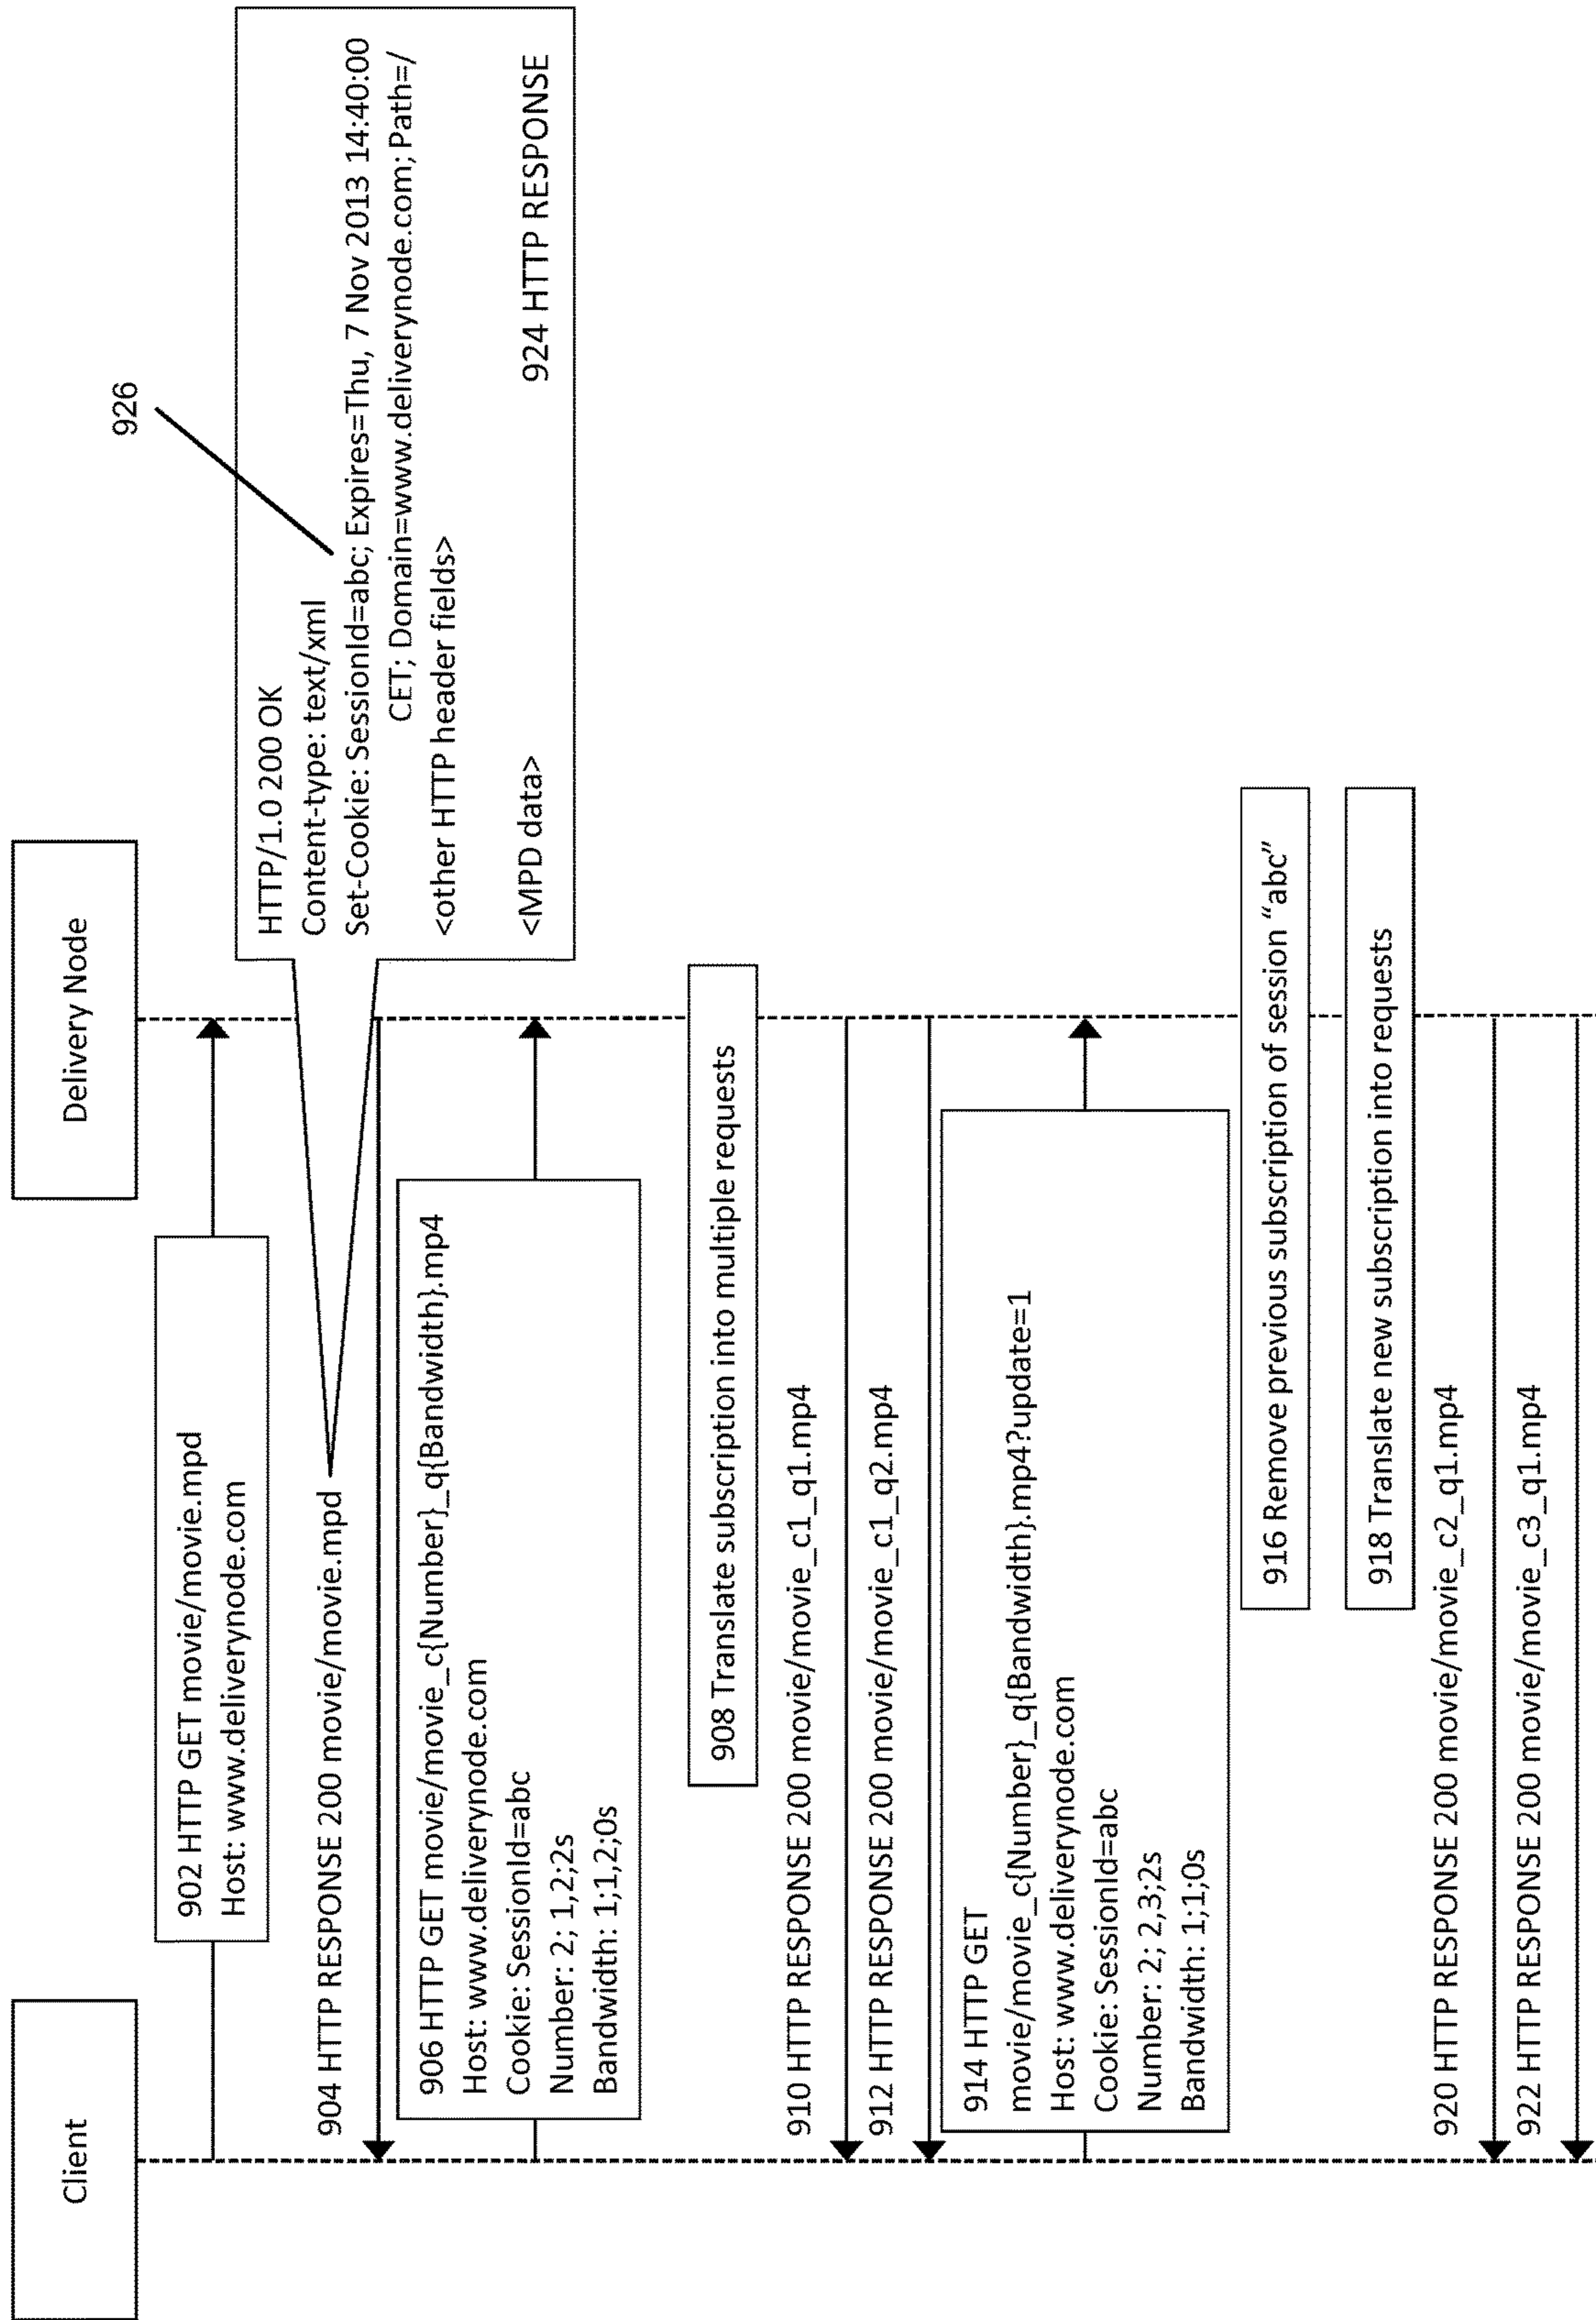 Client
Delivery Node
902 HTTP GET movie/movie.mpd
Host: www.deliverynode.com
904 HTTP RESPONSE 200 movie/movie.mpd
926
HTTP/1.0 200 OK
Content-type: text/xml
Set-Cookie: SessionId=abc; Expires=Thu, 7 Nov 2013 14:40:00
CET; Domain=www.deliverynode.com; Path=/
<other HTTP header fields>
<MPD data>
924 HTTP RESPONSE
906 HTTP GET movie/movie_c{Number}_q{Bandwidth}.mp4
Host: www.deliverynode.com
Cookie: SessionId=abc
Number: 2; 1,2;2s
Bandwidth: 1;1,2;0s
908 Translate subscription into multiple requests
910 HTTP RESPONSE 200 movie/movie_c1_q1.mp4
912 HTTP RESPONSE 200 movie/movie_c1_q2.mp4
914 HTTP GET
movie/movie_c{Number}_q{Bandwidth}.mp4?update=1
Host: www.deliverynode.com
Cookie: SessionId=abc
Number: 2; 2,3;2s
Bandwidth: 1;1;0s
916 Remove previous subscription of session “abc”
918 Translate new subscription into requests
920 HTTP RESPONSE 200 movie/movie_c2_q1.mp4
922 HTTP RESPONSE 200 movie/movie_c3_q1.mp4